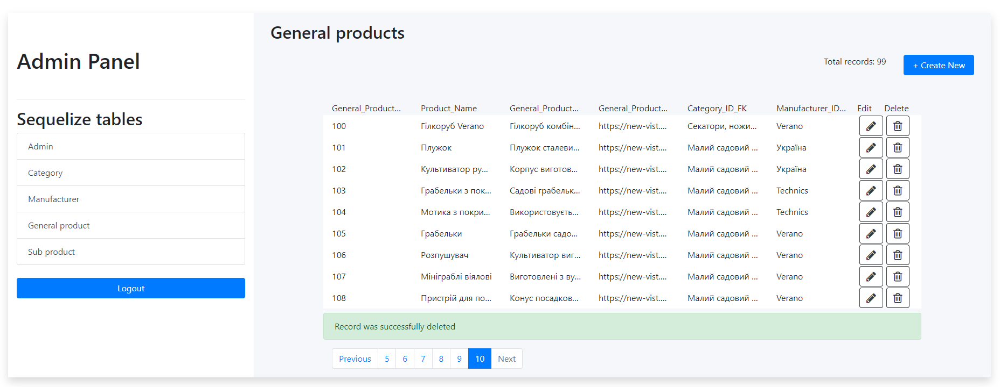 Admin Panel
Sequelize tables
Admin
Category
Manufacturer
General product
Sub product
Logout
General products
Total records: 99
+ Create New
General_Product... Product_Name General_Product... General_Product... Category_ID_FK Manufacturer_ID... Edit Delete
100 Гілкоруб Verano Гілкоруб комбін... https://new-vist.... Секатори, ножи... Verano
101 Плужок Плужок сталеви... https://new-vist.... Малий садовий ... Україна
102 Культиватор ру... Корпус виготов... https://new-vist.... Малий садовий ... Україна
103 Грабельки з пок... Садові грабельк... https://new-vist.... Малий садовий ... Technics
104 Мотика з покри... Використовуєть... https://new-vist.... Малий садовий ... Technics
105 Грабельки Грабельки садо... https://new-vist.... Малий садовий ... Verano
106 Розпушувач Культиватор виг... https://new-vist.... Малий садовий ... Verano
107 Мініграблі віялові Виготовлені з ву... https://new-vist.... Малий садовий ... Verano
108 Пристрій для по... Конус посадков... https://new-vist.... Малий садовий ... Verano
Record was successfully deleted
Previous 5 6 7 8 9 10 Next